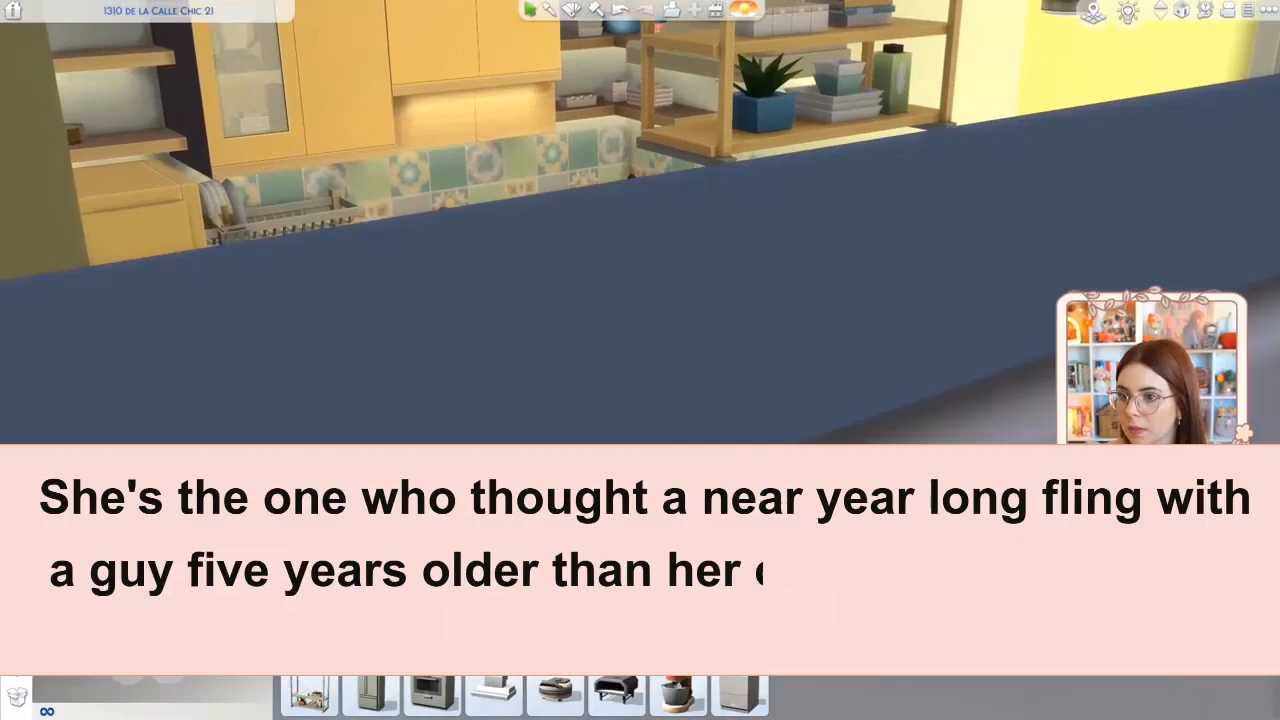 1310 DE LA CALLE CHIC 21
She's the one who thought a near year long fling with
a guy five years older than her